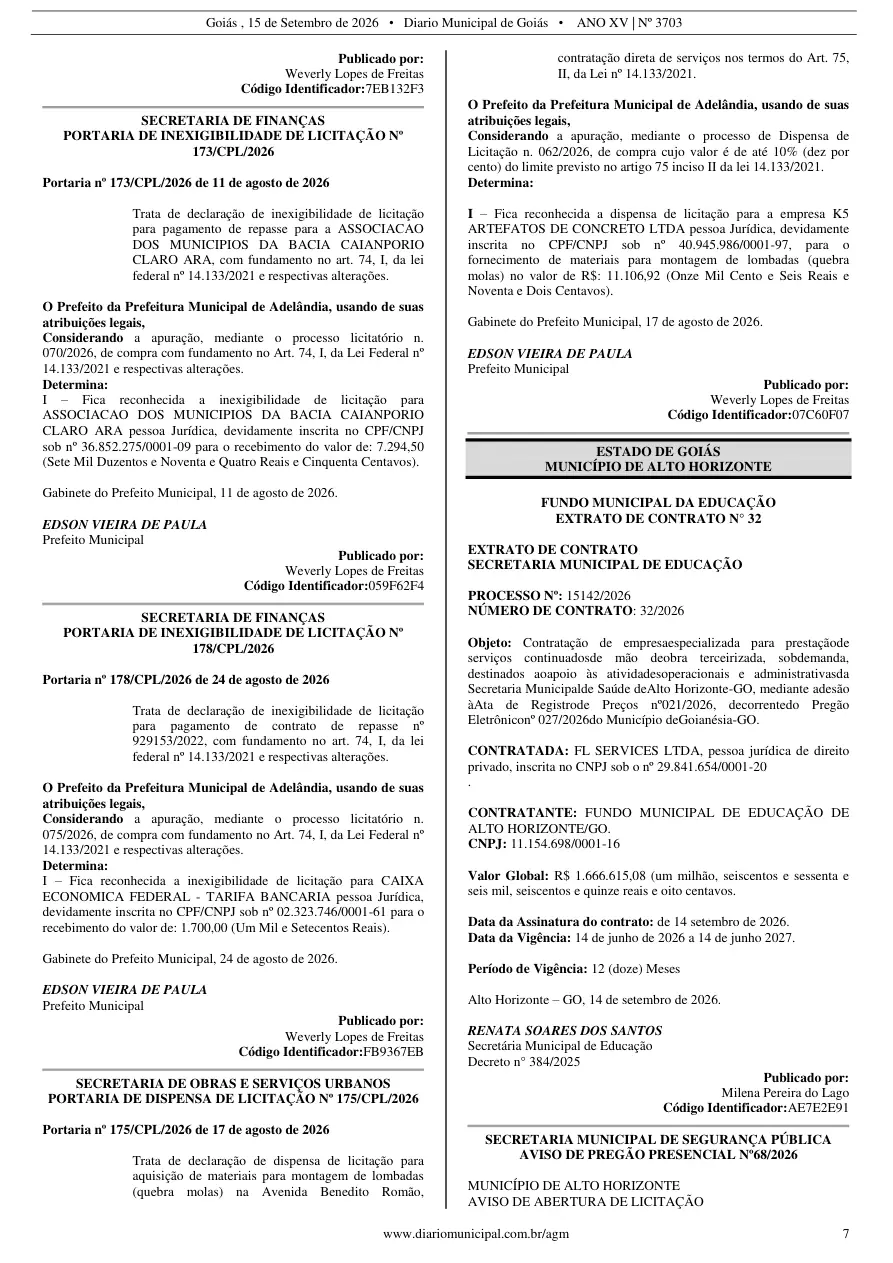 Goiás , 15 de Setembro de 2026 • Diario Municipal de Goiás • ANO XV | Nº 3703
Publicado por:
Weverly Lopes de Freitas
Código Identificador:7EB132F3
SECRETARIA DE FINANÇAS
PORTARIA DE INEXIGIBILIDADE DE LICITAÇÃO Nº
173/CPL/2026
Portaria nº 173/CPL/2026 de 11 de agosto de 2026
Trata de declaração de inexigibilidade de licitação
para pagamento de repasse para a ASSOCIACAO
DOS MUNICIPIOS DA BACIA CAIANPORIO
CLARO ARA, com fundamento no art. 74, I, da lei
federal nº 14.133/2021 e respectivas alterações.
O Prefeito da Prefeitura Municipal de Adelândia, usando de suas
atribuições legais,
Considerando a apuração, mediante o processo licitatório n.
070/2026, de compra com fundamento no Art. 74, I, da Lei Federal nº
14.133/2021 e respectivas alterações.
Determina:
I – Fica reconhecida a inexigibilidade de licitação para
ASSOCIACAO DOS MUNICIPIOS DA BACIA CAIANPORIO
CLARO ARA pessoa Jurídica, devidamente inscrita no CPF/CNPJ
sob nº 36.852.275/0001-09 para o recebimento do valor de: 7.294,50
(Sete Mil Duzentos e Noventa e Quatro Reais e Cinquenta Centavos).
Gabinete do Prefeito Municipal, 11 de agosto de 2026.
EDSON VIEIRA DE PAULA
Prefeito Municipal
Publicado por:
Weverly Lopes de Freitas
Código Identificador:059F62F4
SECRETARIA DE FINANÇAS
PORTARIA DE INEXIGIBILIDADE DE LICITAÇÃO Nº
178/CPL/2026
Portaria nº 178/CPL/2026 de 24 de agosto de 2026
Trata de declaração de inexigibilidade de licitação
para pagamento de contrato de repasse nº
929153/2022, com fundamento no art. 74, I, da lei
federal nº 14.133/2021 e respectivas alterações.
O Prefeito da Prefeitura Municipal de Adelândia, usando de suas
atribuições legais,
Considerando a apuração, mediante o processo licitatório n.
075/2026, de compra com fundamento no Art. 74, I, da Lei Federal nº
14.133/2021 e respectivas alterações.
Determina:
I – Fica reconhecida a inexigibilidade de licitação para CAIXA
ECONOMICA FEDERAL - TARIFA BANCARIA pessoa Jurídica,
devidamente inscrita no CPF/CNPJ sob nº 02.323.746/0001-61 para o
recebimento do valor de: 1.700,00 (Um Mil e Setecentos Reais).
Gabinete do Prefeito Municipal, 24 de agosto de 2026.
EDSON VIEIRA DE PAULA
Prefeito Municipal
Publicado por:
Weverly Lopes de Freitas
Código Identificador:FB9367EB
SECRETARIA DE OBRAS E SERVIÇOS URBANOS
PORTARIA DE DISPENSA DE LICITAÇÃO Nº 175/CPL/2026
Portaria nº 175/CPL/2026 de 17 de agosto de 2026
Trata de declaração de dispensa de licitação para
aquisição de materiais para montagem de lombadas
(quebra molas) na Avenida Benedito Romão,
contratação direta de serviços nos termos do Art. 75,
II, da Lei nº 14.133/2021.
O Prefeito da Prefeitura Municipal de Adelândia, usando de suas
atribuições legais,
Considerando a apuração, mediante o processo de Dispensa de
Licitação n. 062/2026, de compra cujo valor é de até 10% (dez por
cento) do limite previsto no artigo 75 inciso II da lei 14.133/2021.
Determina:
I – Fica reconhecida a dispensa de licitação para a empresa K5
ARTEFATOS DE CONCRETO LTDA pessoa Jurídica, devidamente
inscrita no CPF/CNPJ sob nº 40.945.986/0001-97, para o
fornecimento de materiais para montagem de lombadas (quebra
molas) no valor de R$: 11.106,92 (Onze Mil Cento e Seis Reais e
Noventa e Dois Centavos).
Gabinete do Prefeito Municipal, 17 de agosto de 2026.
EDSON VIEIRA DE PAULA
Prefeito Municipal
Publicado por:
Weverly Lopes de Freitas
Código Identificador:07C60F07
ESTADO DE GOIÁS
MUNICÍPIO DE ALTO HORIZONTE
FUNDO MUNICIPAL DA EDUCAÇÃO
EXTRATO DE CONTRATO N° 32
EXTRATO DE CONTRATO
SECRETARIA MUNICIPAL DE EDUCAÇÃO
PROCESSO Nº: 15142/2026
NÚMERO DE CONTRATO: 32/2026
Objeto: Contratação de empresaespecializada para prestaçãode
serviços continuadosde mão deobra terceirizada, sobdemanda,
destinados aoapoio às atividadesoperacionais e administrativasda
Secretaria Municipalde Saúde deAlto Horizonte-GO, mediante adesão
àAta de Registrode Preços nº021/2026, decorrentedo Pregão
Eletrôniconº 027/2026do Município deGoianésia-GO.
CONTRATADA: FL SERVICES LTDA, pessoa jurídica de direito
privado, inscrita no CNPJ sob o nº 29.841.654/0001-20
.
CONTRATANTE: FUNDO MUNICIPAL DE EDUCAÇÃO DE
ALTO HORIZONTE/GO.
CNPJ: 11.154.698/0001-16
Valor Global: R$ 1.666.615,08 (um milhão, seiscentos e sessenta e
seis mil, seiscentos e quinze reais e oito centavos.
Data da Assinatura do contrato: de 14 setembro de 2026.
Data da Vigência: 14 de junho de 2026 a 14 de junho 2027.
Período de Vigência: 12 (doze) Meses
Alto Horizonte – GO, 14 de setembro de 2026.
RENATA SOARES DOS SANTOS
Secretária Municipal de Educação
Decreto n° 384/2025
Publicado por:
Milena Pereira do Lago
Código Identificador:AE7E2E91
SECRETARIA MUNICIPAL DE SEGURANÇA PÚBLICA
AVISO DE PREGÃO PRESENCIAL Nº68/2026
MUNICÍPIO DE ALTO HORIZONTE
AVISO DE ABERTURA DE LICITAÇÃO
www.diariomunicipal.com.br/agm
7